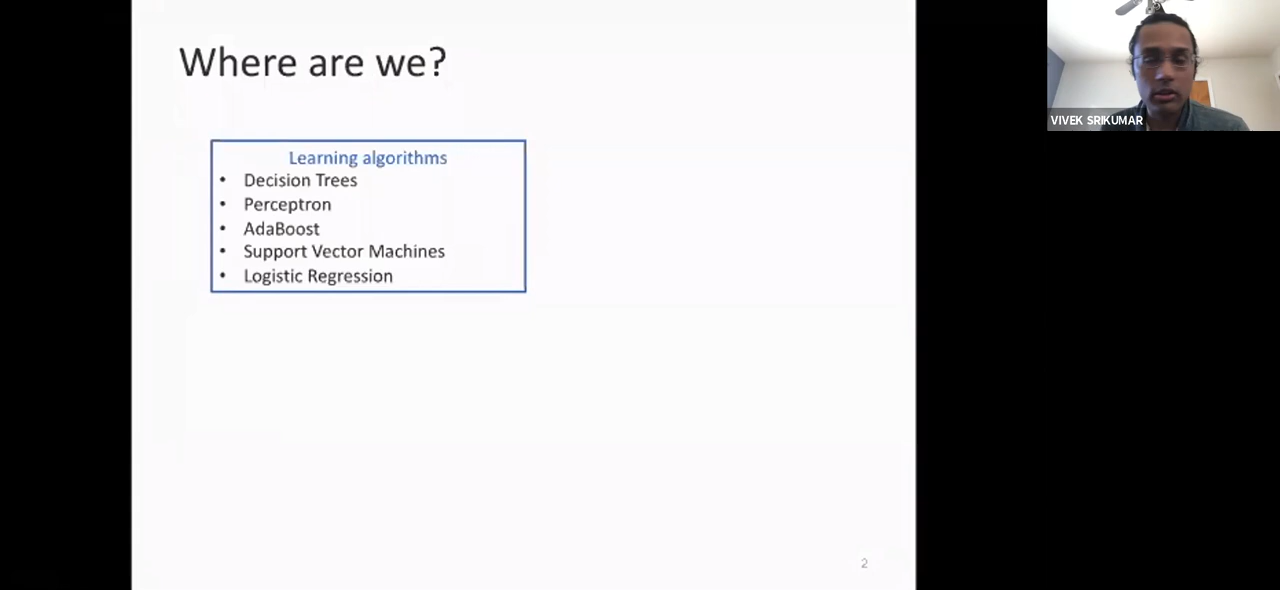 Where are we?
VIVEK SRIKUMAR
Learning algorithms
• Decision Trees
• Perceptron
• AdaBoost
• Support Vector Machines
• Logistic Regression
2